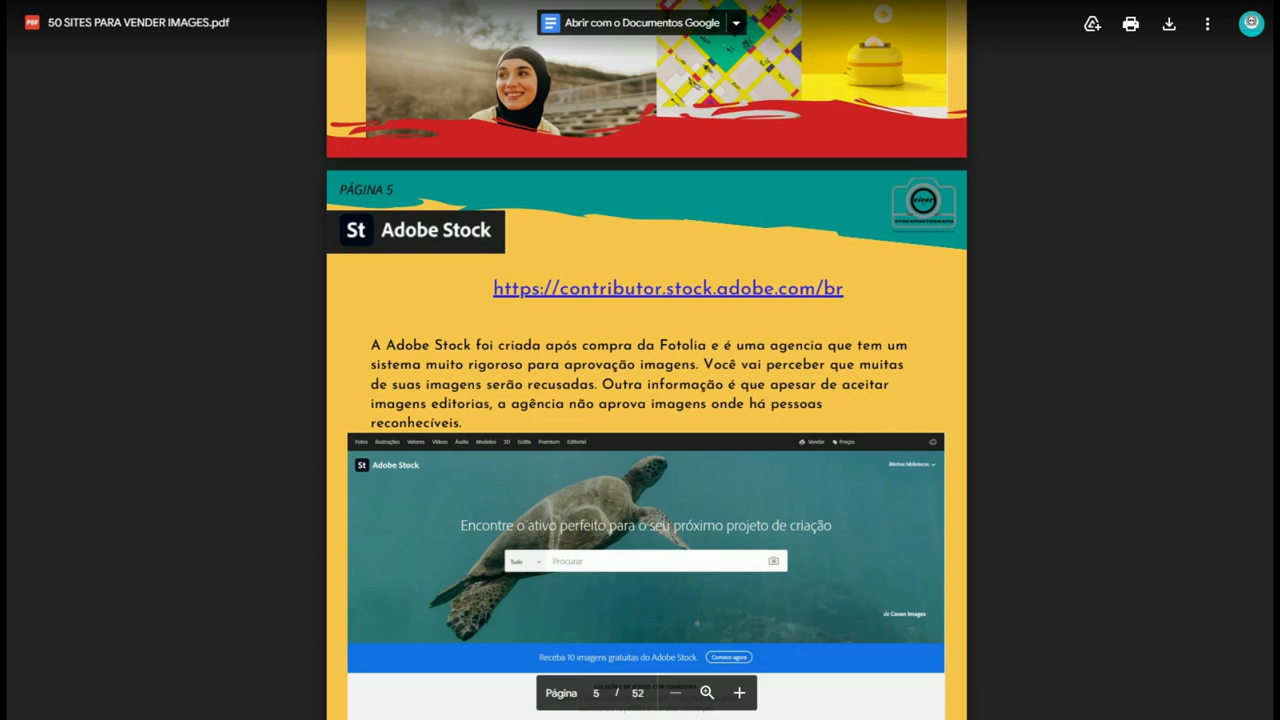 50 SITES PARA VENDER IMAGES.pdf
Abrir com o Documentos Google
PÁGINA 5
St Adobe Stock
https://contributor.stock.adobe.com/br
A Adobe Stock foi criada após compra da Fotolia e é uma agencia que tem um
sistema muito rigoroso para aprovação imagens. Você vai perceber que muitas
de suas imagens serão recusadas. Outra informação é que apesar de aceitar
imagens editorias, a agência não aprova imagens onde há pessoas
reconhecíveis.
Fotos Ilustrações Vetores Vídeos Áudio Modelos 3D Grátis Premium Editorial Vender Preços
St Adobe Stock
Minhas bibliotecas
Encontre o ativo perfeito para o seu próximo projeto de criação
Tudo Procurar
de Cavan Images
Receba 10 imagens gratuitas do Adobe Stock. Comece agora
Página 5 / 52